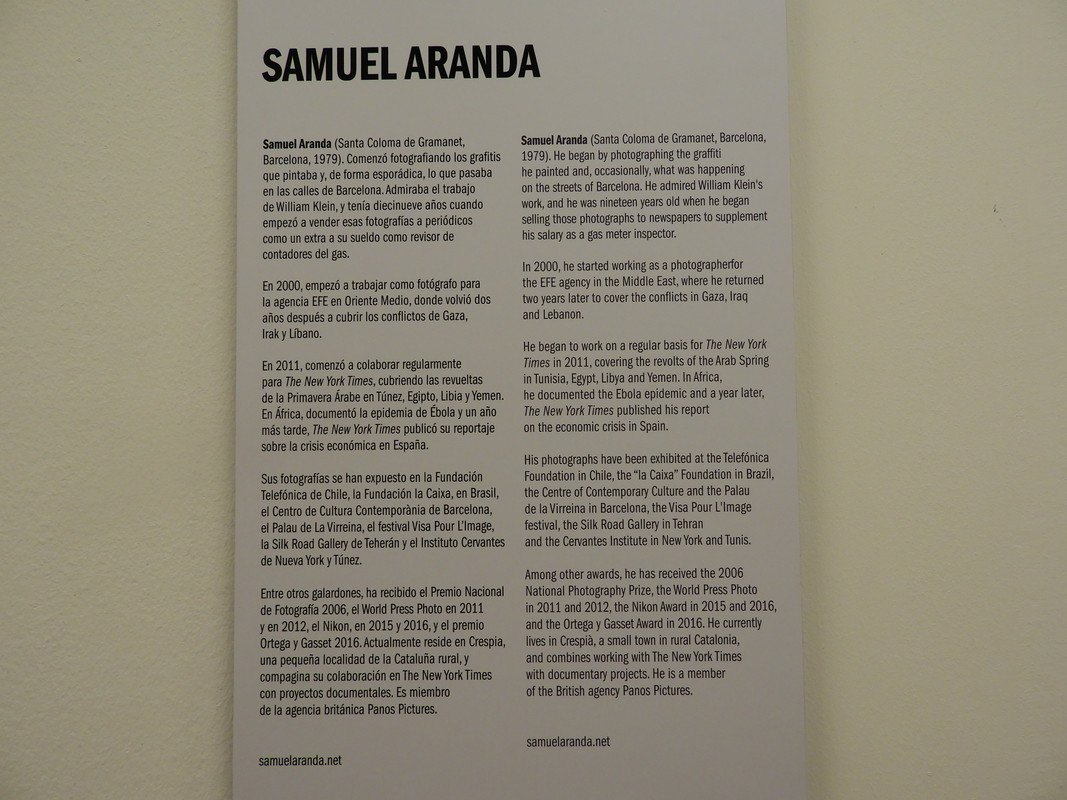 SAMUEL ARANDA
Samuel Aranda (Santa Coloma de Gramanet,
Barcelona, 1979). Comenzó fotografiando los grafitis
que pintaba y, de forma esporádica, lo que pasaba
en las calles de Barcelona. Admiraba el trabajo
de William Klein, y tenía diecinueve años cuando
empezó a vender esas fotografías a periódicos
como un extra a su sueldo como revisor de
contadores del gas.
En 2000, empezó a trabajar como fotógrafo para
la agencia EFE en Oriente Medio, donde volvió dos
años después a cubrir los conflictos de Gaza,
Irak y Líbano.
En 2011, comenzó a colaborar regularmente
para The New York Times, cubriendo las revueltas
de la Primavera Árabe en Túnez, Egipto, Libia y Yemen.
En África, documentó la epidemia de Ébola y un año
más tarde, The New York Times publicó su reportaje
sobre la crisis económica en España.
Sus fotografías se han expuesto en la Fundación
Telefónica de Chile, la Fundación la Caixa, en Brasil,
el Centro de Cultura Contemporània de Barcelona,
el Palau de La Virreina, el festival Visa Pour L'Image,
la Silk Road Gallery de Teherán y el Instituto Cervantes
de Nueva York y Túnez.
Entre otros galardones, ha recibido el Premio Nacional
de Fotografía 2006, el World Press Photo en 2011
y en 2012, el Nikon, en 2015 y 2016, y el premio
Ortega y Gasset 2016. Actualmente reside en Crespia,
una pequeña localidad de la Cataluña rural, y
compagina su colaboración en The New York Times
con proyectos documentales. Es miembro
de la agencia británica Panos Pictures.
samuelaranda.net
Samuel Aranda (Santa Coloma de Gramanet, Barcelona,
1979). He began by photographing the graffiti
he painted and, occasionally, what was happening
on the streets of Barcelona. He admired William Klein's
work, and he was nineteen years old when he began
selling those photographs to newspapers to supplement
his salary as a gas meter inspector.
In 2000, he started working as a photographerfor
the EFE agency in the Middle East, where he returned
two years later to cover the conflicts in Gaza, Iraq
and Lebanon.
He began to work on a regular basis for The New York
Times in 2011, covering the revolts of the Arab Spring
in Tunisia, Egypt, Libya and Yemen. In Africa,
he documented the Ebola epidemic and a year later,
The New York Times published his report
on the economic crisis in Spain.
His photographs have been exhibited at the Telefónica
Foundation in Chile, the “la Caixa” Foundation in Brazil,
the Centre of Contemporary Culture and the Palau
de la Virreina in Barcelona, the Visa Pour L'Image
festival, the Silk Road Gallery in Tehran
and the Cervantes Institute in New York and Tunis.
Among other awards, he has received the 2006
National Photography Prize, the World Press Photo
in 2011 and 2012, the Nikon Award in 2015 and 2016,
and the Ortega y Gasset Award in 2016. He currently
lives in Crespià, a small town in rural Catalonia,
and combines working with The New York Times
with documentary projects. He is a member
of the British agency Panos Pictures.
samuelaranda.net